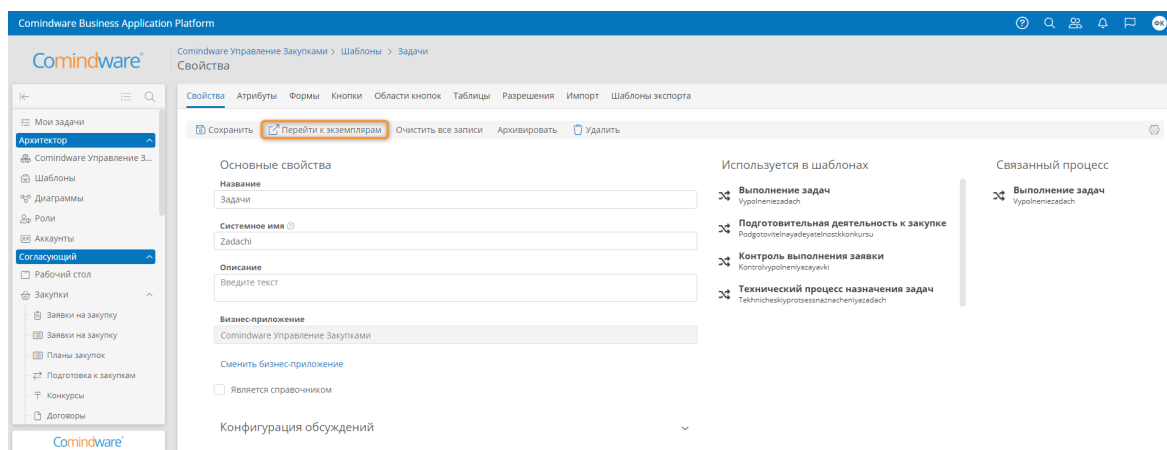 Comindware Business Application Platform
ФК
Comindware
Comindware Управление Закупками > Шаблоны > Задачи
Свойства
Свойства Атрибуты Формы Кнопки Области кнопок Таблицы Разрешения Импорт Шаблоны экспорта
Сохранить Перейти к экземплярам Очистить все записи Архивировать Удалить
Мои задачи
Архитектор
Comindware Управление З...
Шаблоны
Диаграммы
Роли
Аккаунты
Согласующий
Рабочий стол
Закупки
Заявки на закупку
Заявки на закупку
Планы закупок
Подготовка к закупкам
Конкурсы
Договоры
Comindware
Основные свойства
Название
Задачи
Системное имя
Zadachi
Описание
Введите текст
Бизнес-приложение
Comindware Управление Закупками
Сменить бизнес-приложение
Является справочником
Конфигурация обсуждений
Используется в шаблонах
Выполнение задач
Vypolneniezadach
Подготовительная деятельность к закупке
Podgotovitelnayadeyatelnostkkonkursu
Контроль выполнения заявки
Kontrolvypolneniyazayavki
Технический процесс назначения задач
Tekhnicheskiyprotsessnaznacheniyazadach
Связанный процесс
Выполнение задач
Vypolneniezadach